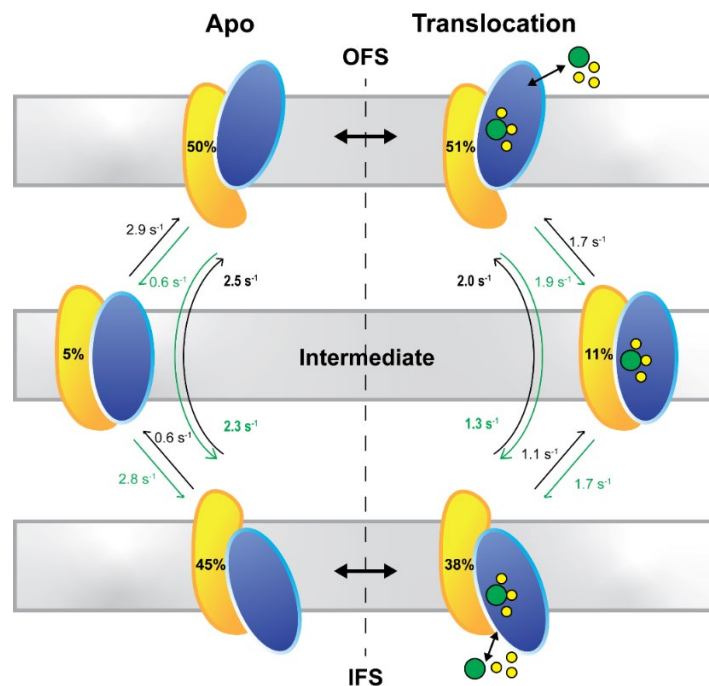 Apo
Translocation
OFS
50%
51%
2.9 s-1
0.6 s-1
2.5 s-1
2.0 s-1
1.7 s-1
1.9 s-1
5%
Intermediate
11%
2.3 s-1
1.3 s-1
0.6 s-1
2.8 s-1
1.1 s-1
1.7 s-1
45%
38%
IFS